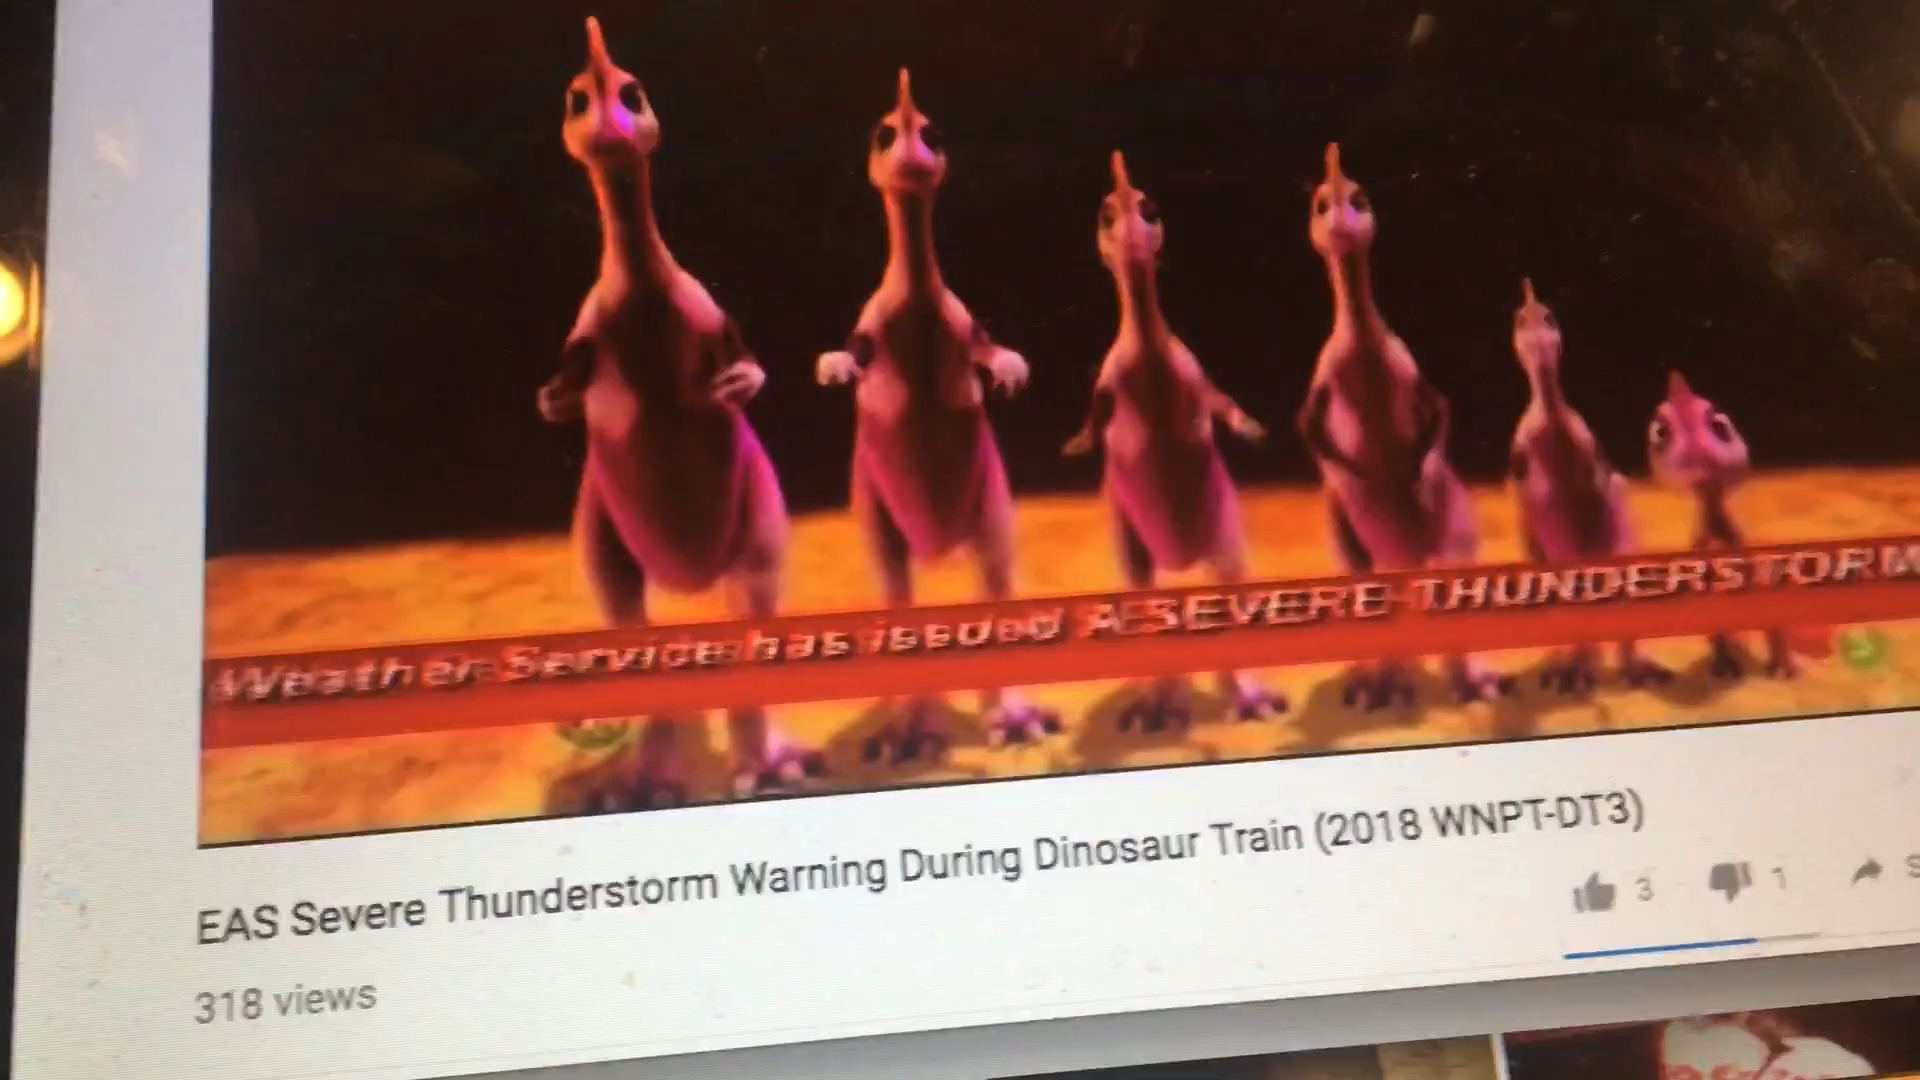 Weather Service has issued A SEVERE THUNDERSTORM
EAS Severe Thunderstorm Warning During Dinosaur Train (2018 WNPT-DT3)
3
1
S
318 views